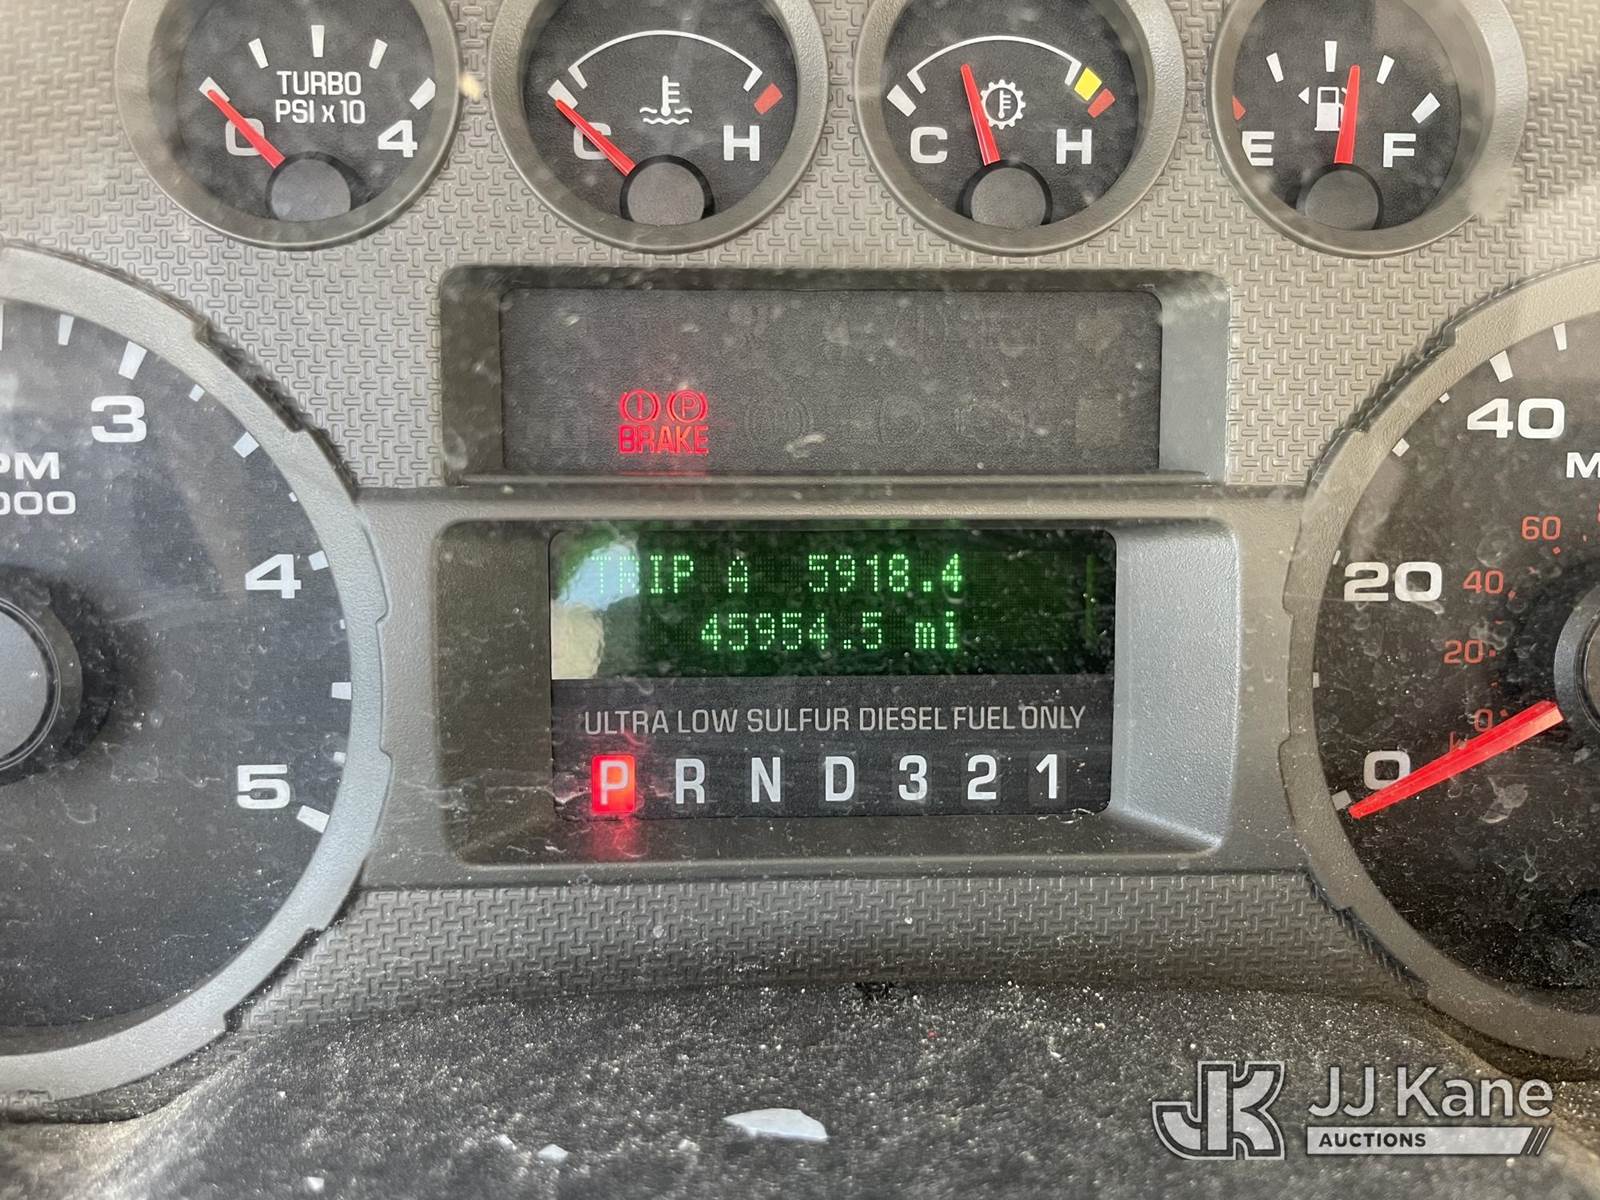 TURBO
PSI x 10
0 4
C H
C H
E F
BRAKE
3
4
5
PM
000
40
20
0
60
40
20
0
TRIP A 5918.4
45954.5 mi
ULTRA LOW SULFUR DIESEL FUEL ONLY
P R N D 3 2 1
JJ Kane
AUCTIONS